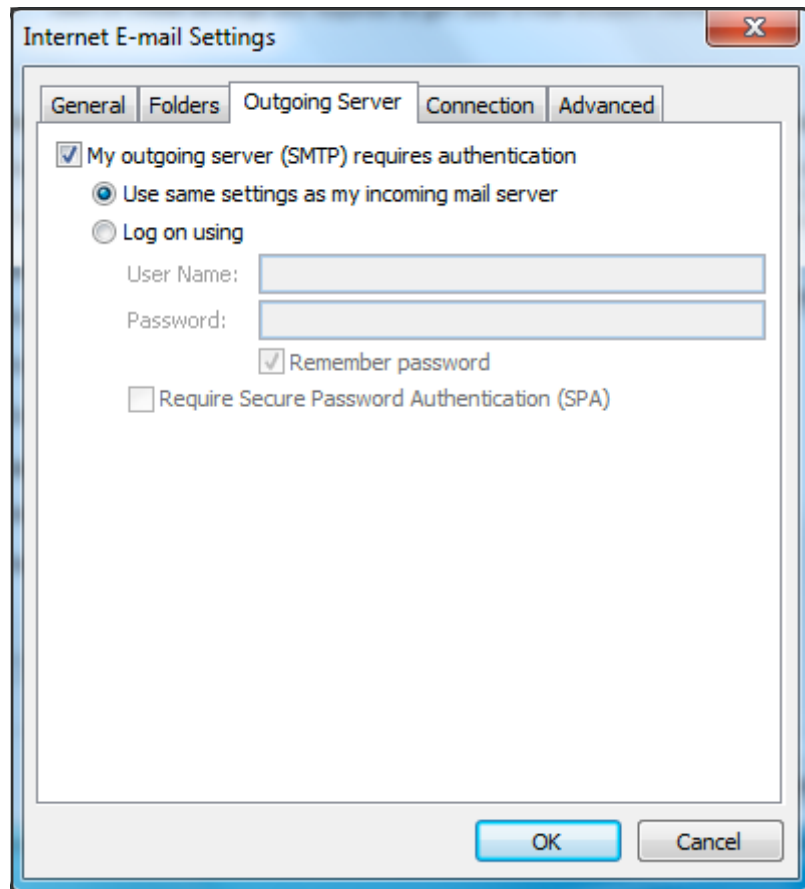 Internet E-mail Settings
General Folders Outgoing Server Connection Advanced
My outgoing server (SMTP) requires authentication
Use same settings as my incoming mail server
Log on using
User Name:
Password:
Remember password
Require Secure Password Authentication (SPA)
OK Cancel